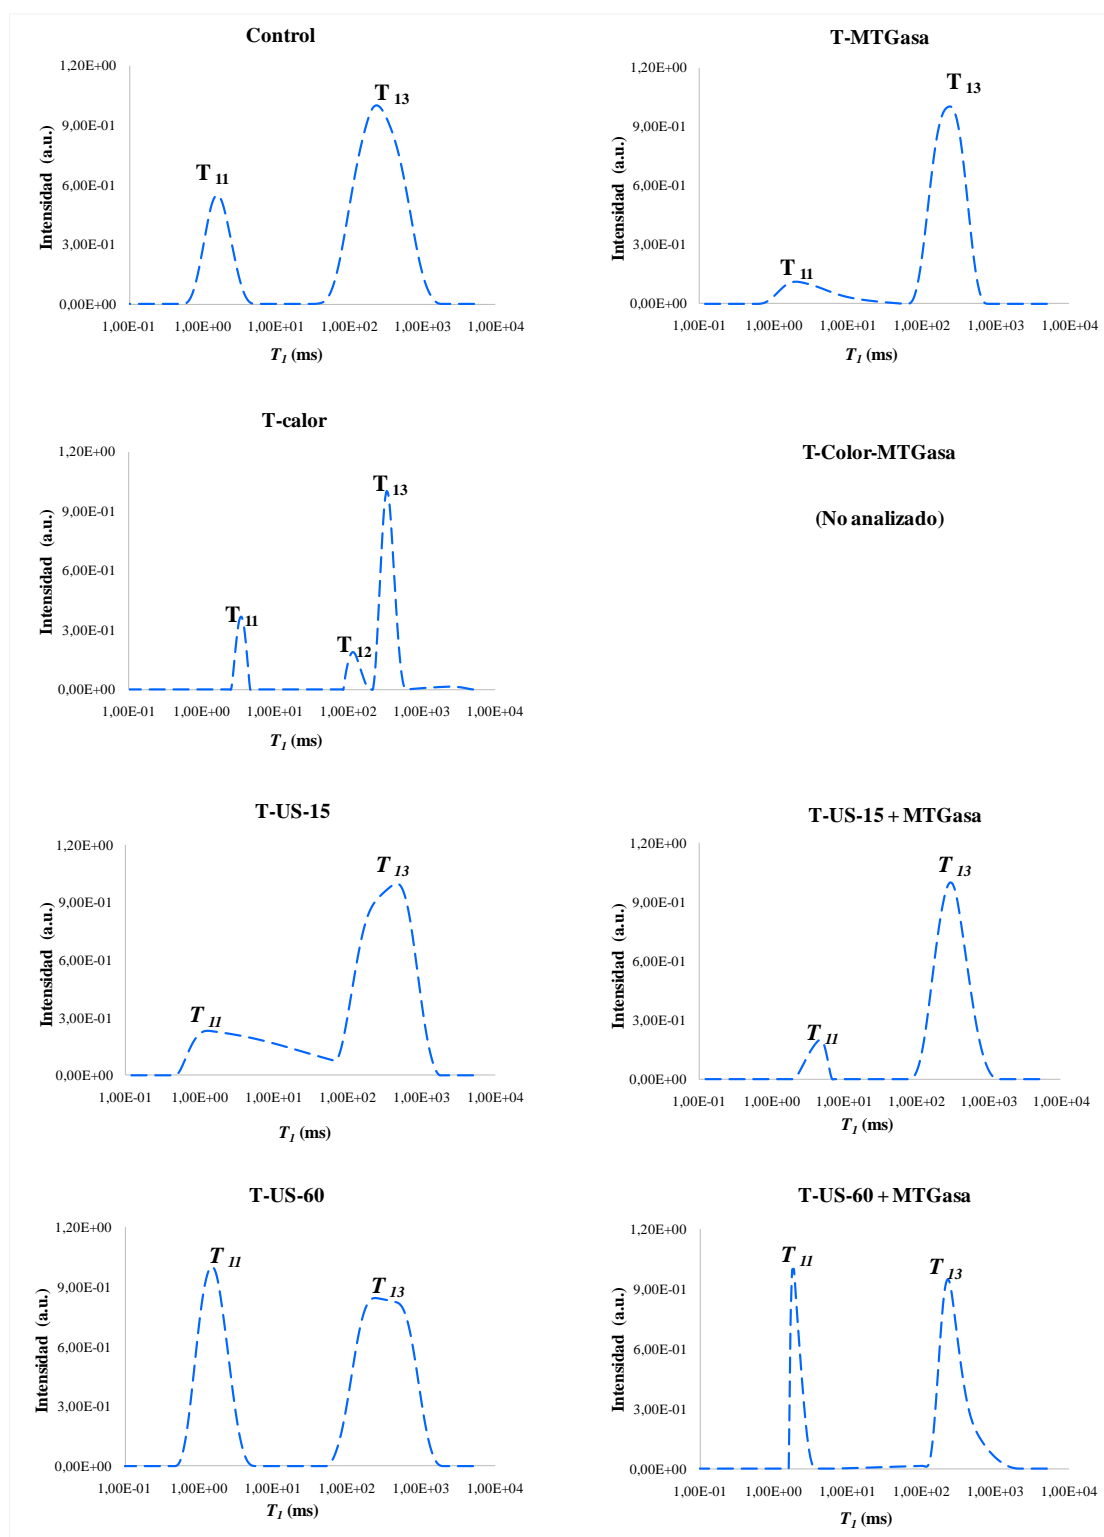 Control
1,20E+00
9,00E-01
6,00E-01
3,00E-01
0,00E+00
Intensidad (a.u.)
T 11
T 13
1,00E-01 1,00E+00 1,00E+01 1,00E+02 1,00E+03 1,00E+04
T1 (ms)
T-MTGasa
1,20E+00
9,00E-01
6,00E-01
3,00E-01
0,00E+00
Intensidad (a.u.)
T 11
T 13
1,00E-01 1,00E+00 1,00E+01 1,00E+02 1,00E+03 1,00E+04
T1 (ms)
T-calor
1,20E+00
9,00E-01
6,00E-01
3,00E-01
0,00E+00
Intensidad (a.u.)
T 11
T 12
T 13
1,00E-01 1,00E+00 1,00E+01 1,00E+02 1,00E+03 1,00E+04
T1 (ms)
T-Color-MTGasa
(No analizado)
T-US-15
1,20E+00
9,00E-01
6,00E-01
3,00E-01
0,00E+00
Intensidad (a.u.)
T 11
T 13
1,00E-01 1,00E+00 1,00E+01 1,00E+02 1,00E+03 1,00E+04
T1 (ms)
T-US-15 + MTGasa
1,20E+00
9,00E-01
6,00E-01
3,00E-01
0,00E+00
Intensidad (a.u.)
T 11
T 13
1,00E-01 1,00E+00 1,00E+01 1,00E+02 1,00E+03 1,00E+04
T1 (ms)
T-US-60
1,20E+00
9,00E-01
6,00E-01
3,00E-01
0,00E+00
Intensidad (a.u.)
T 11
T 13
1,00E-01 1,00E+00 1,00E+01 1,00E+02 1,00E+03 1,00E+04
T1 (ms)
T-US-60 + MTGasa
1,20E+00
9,00E-01
6,00E-01
3,00E-01
0,00E+00
Intensidad (a.u.)
T 11
T 13
1,00E-01 1,00E+00 1,00E+01 1,00E+02 1,00E+03 1,00E+04
T1 (ms)